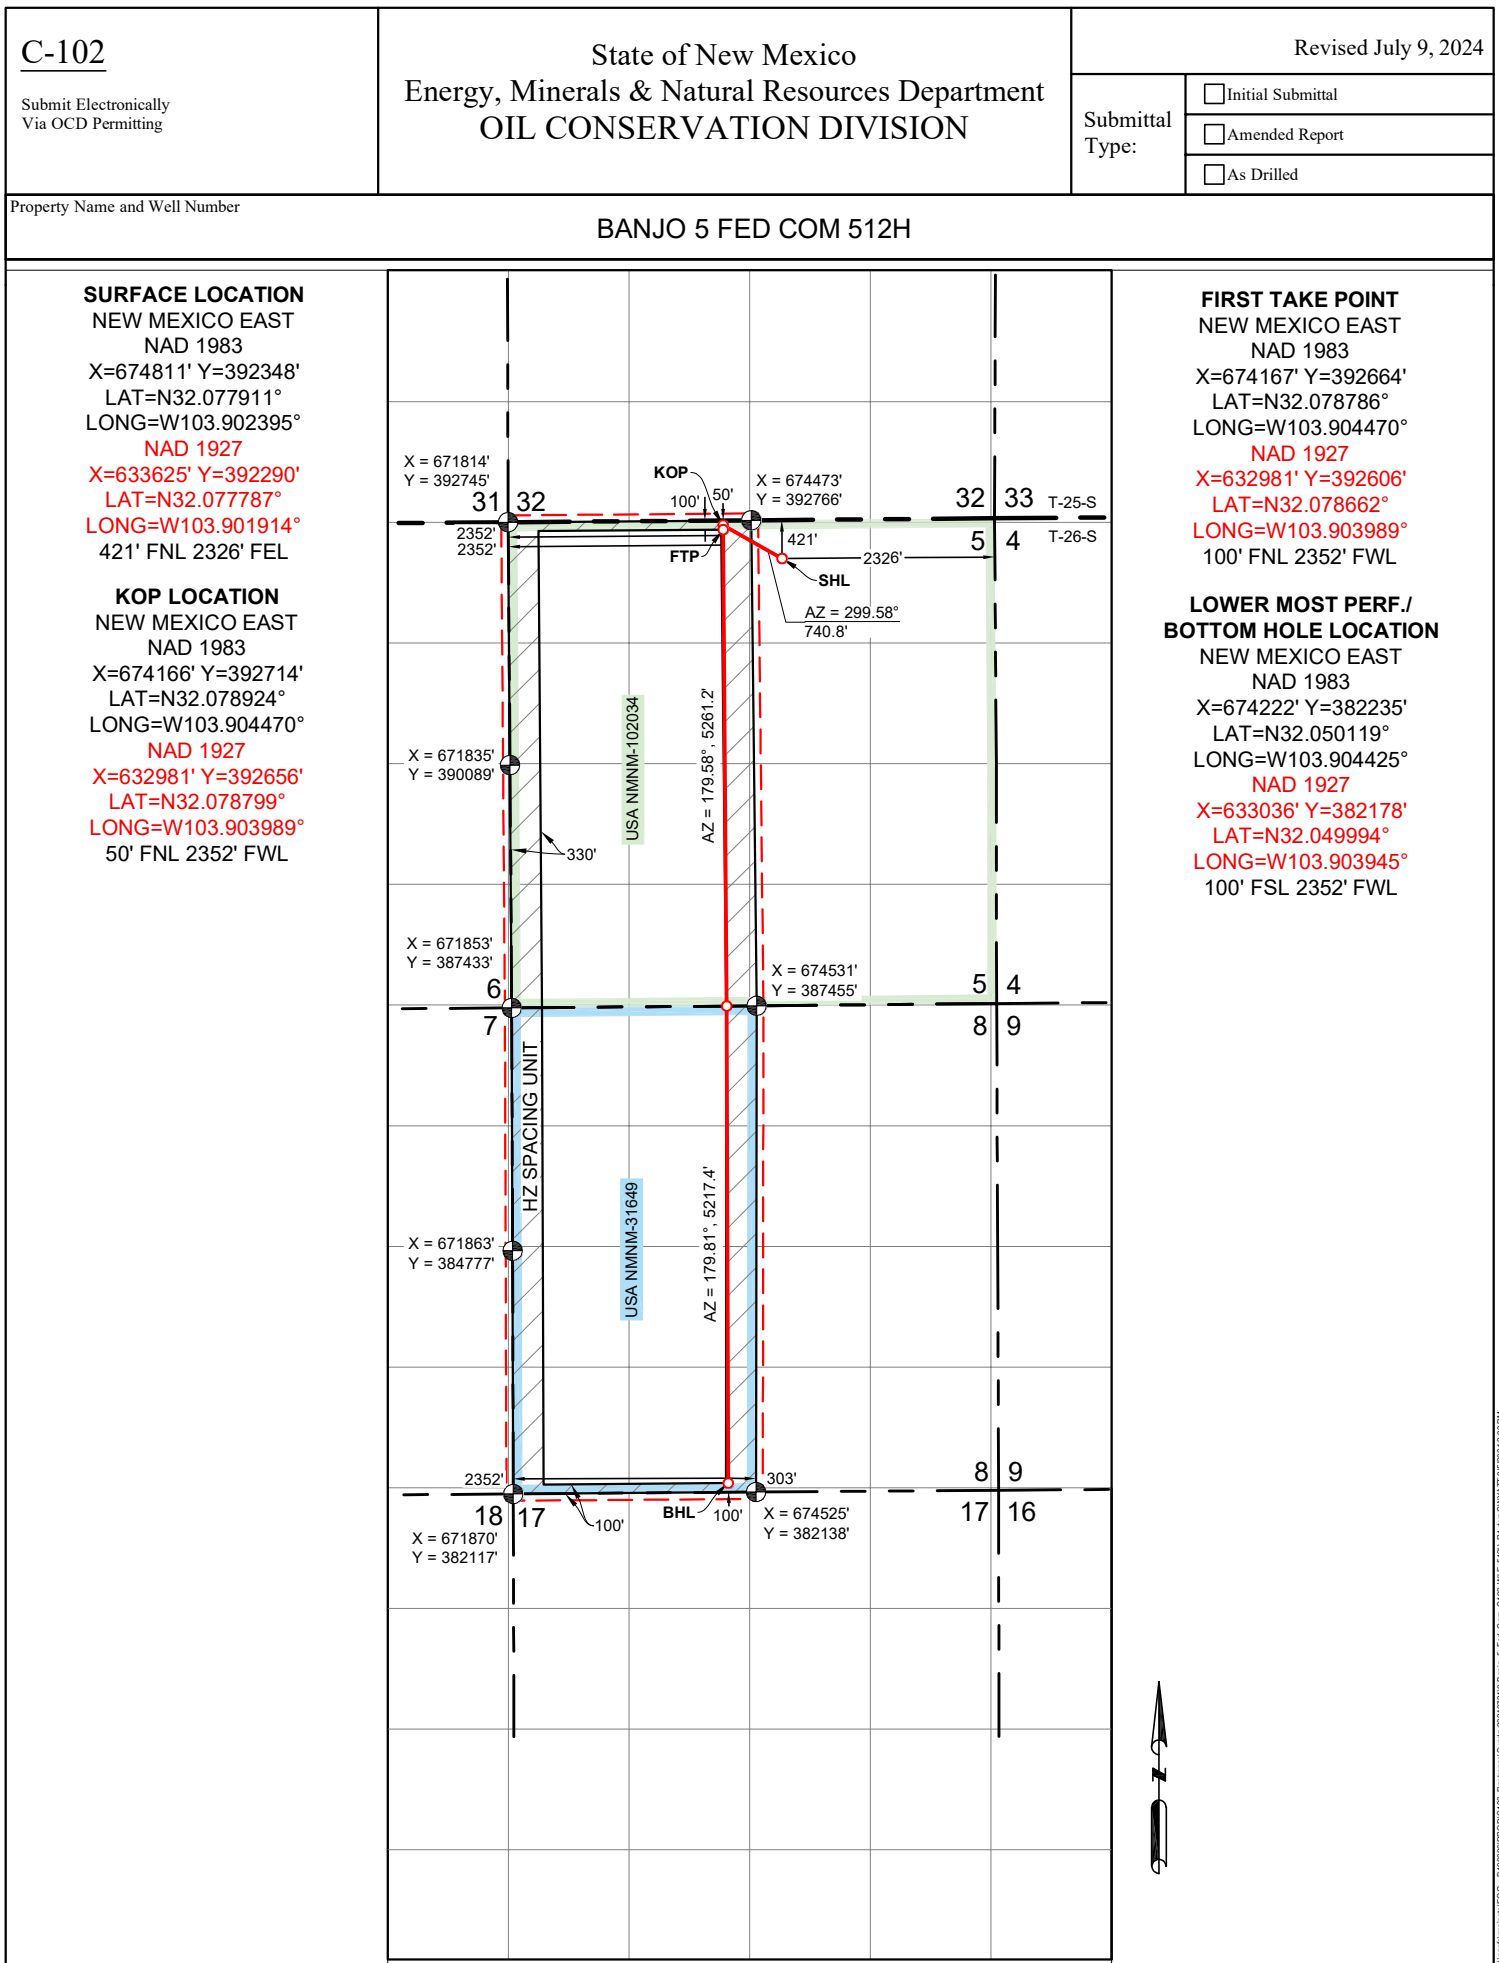 C-102
Submit Electronically
Via OCD Permitting
State of New Mexico
Energy, Minerals & Natural Resources Department
OIL CONSERVATION DIVISION
Revised July 9, 2024
Submittal
Type:
Initial Submittal
Amended Report
As Drilled
Property Name and Well Number
BANJO 5 FED COM 512H
SURFACE LOCATION
NEW MEXICO EAST
NAD 1983
X=674811' Y=392348'
LAT=N32.077911°
LONG=W103.902395°
NAD 1927
X=633625' Y=392290'
LAT=N32.077787°
LONG=W103.901914°
421' FNL 2326' FEL
KOP LOCATION
NEW MEXICO EAST
NAD 1983
X=674166' Y=392714'
LAT=N32.078924°
LONG=W103.904470°
NAD 1927
X=632981' Y=392656'
LAT=N32.078799°
LONG=W103.903989°
50' FNL 2352' FWL
X = 671814'
Y = 392745'
KOP
100'
50'
X = 674473'
Y = 392766'
31 32
32 33
T-25-S
T-26-S
2352'
2352'
FTP
421'
5 4
2326'
SHL
AZ = 299.58°
740.8'
USA NMNM-102034
AZ = 179.58°, 5261.2'
X = 671835'
Y = 390089'
330'
X = 671853'
Y = 387433'
X = 674531'
Y = 387455'
6
5 4
7
8 9
HZ SPACING UNIT
USA NMNM-31649
AZ = 179.81°, 5217.4'
X = 671863'
Y = 384777'
2352'
303'
8 9
18 17
100'
BHL
100'
X = 674525'
Y = 382138'
17 16
X = 671870'
Y = 382117'
FIRST TAKE POINT
NEW MEXICO EAST
NAD 1983
X=674167' Y=392664'
LAT=N32.078786°
LONG=W103.904470°
NAD 1927
X=632981' Y=392606'
LAT=N32.078662°
LONG=W103.903989°
100' FNL 2352' FWL
LOWER MOST PERF./
BOTTOM HOLE LOCATION
NEW MEXICO EAST
NAD 1983
X=674222' Y=382235'
LAT=N32.050119°
LONG=W103.904425°
NAD 1927
X=633036' Y=382178'
LAT=N32.049994°
LONG=W103.903945°
100' FSL 2352' FWL
N